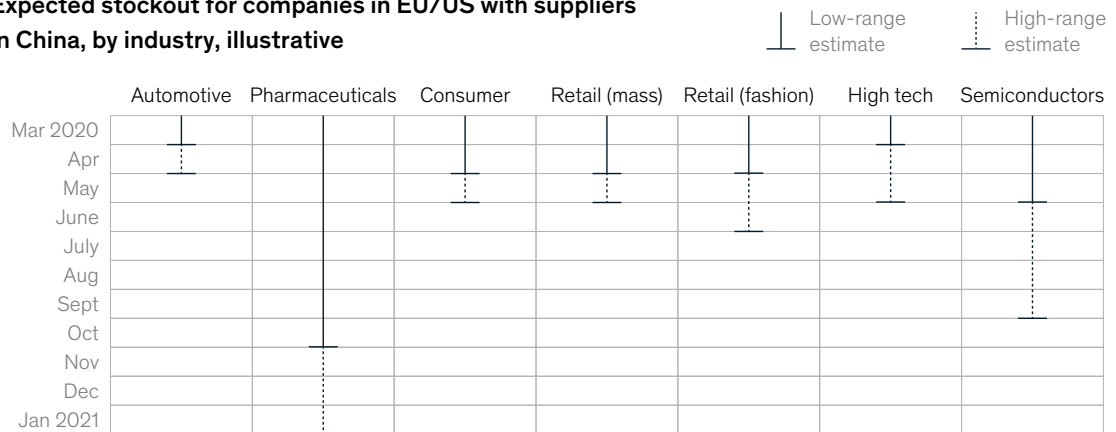 Expected stockout for companies in EU/US with suppliers
in China, by industry, illustrative
Low-range
estimate
High-range
estimate
Automotive Pharmaceuticals Consumer Retail (mass) Retail (fashion) High tech Semiconductors
Mar 2020
Apr
May
June
July
Aug
Sept
Oct
Nov
Dec
Jan 2021